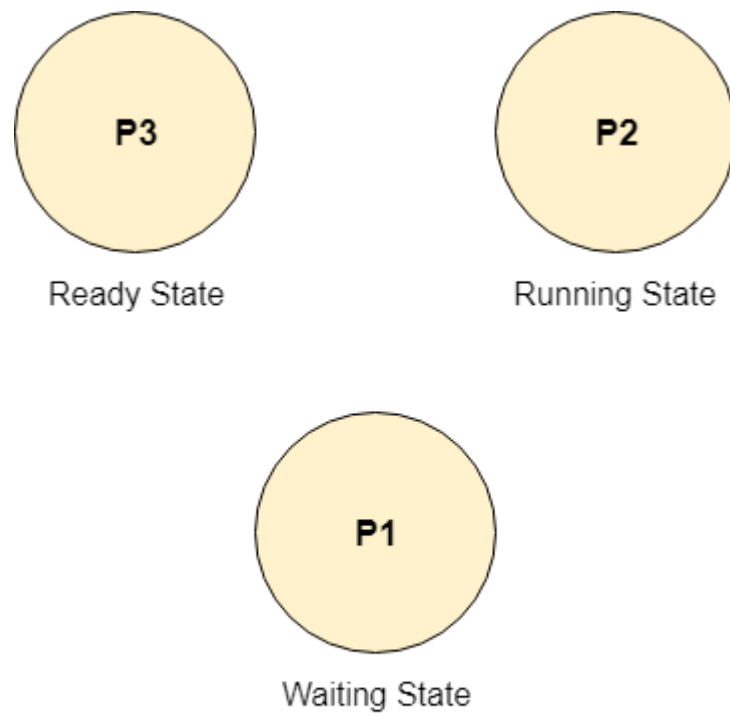 P3
P2
Ready State
Running State
P1
Waiting State